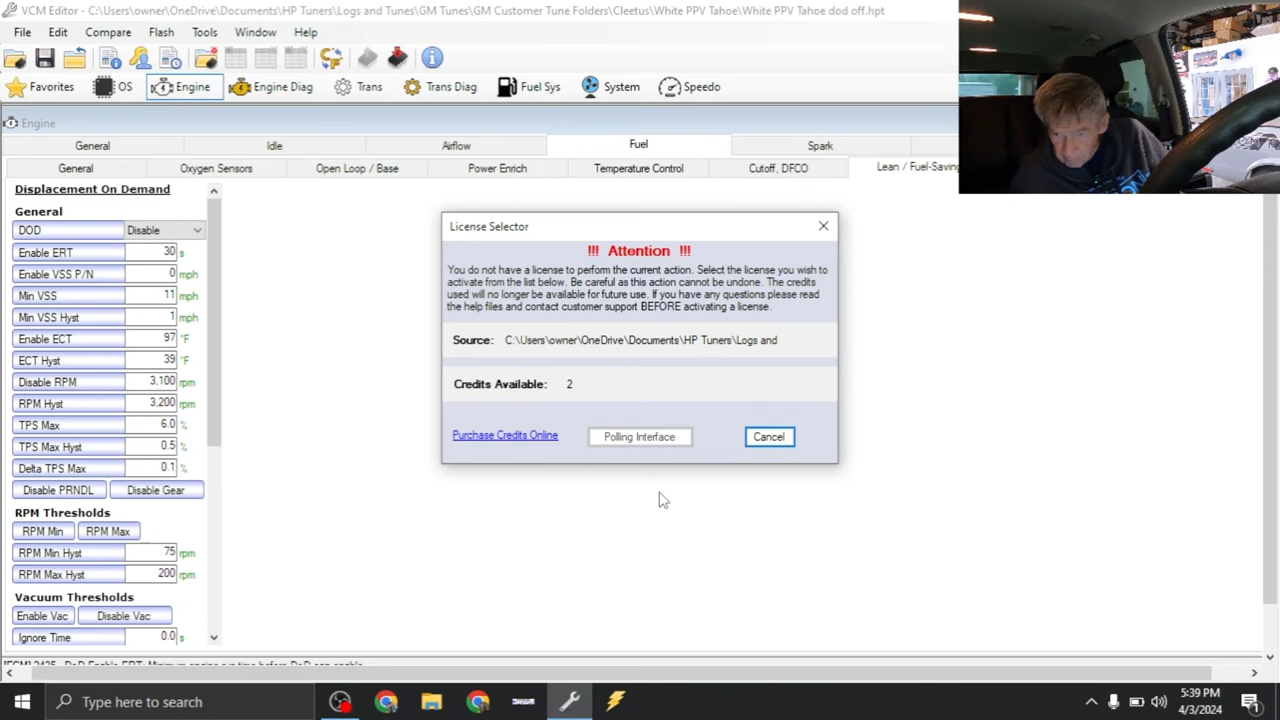 VCM Editor - C:\Users\owner\OneDrive\Documents\HP Tuners\Logs and Tunes\GM Tunes\GM Customer Tune Folders\Cleetus\White PPV Tahoe\White PPV Tahoe dod off.hpt
File Edit Compare Flash Tools Window Help
Favorites OS Engine Engine Diag Trans Trans Diag Fuel Sys System Speedo
Engine
General Idle Airflow Fuel Spark
General Oxygen Sensors Open Loop / Base Power Enrich Temperature Control Cutoff, DFCO Lean / Fuel-Saving
Displacement On Demand
General
DOD Disable
Enable ERT 30 s
Enable VSS P/N 0 mph
Min VSS 11 mph
Min VSS Hyst 1 mph
Enable ECT 97 °F
ECT Hyst 39 °F
Disable RPM 3,100 rpm
RPM Hyst 3,200 rpm
TPS Max 6.0 %
TPS Max Hyst 0.5 %
Delta TPS Max 0.1 %
Disable PRNDL Disable Gear
RPM Thresholds
RPM Min RPM Max
RPM Min Hyst 75 rpm
RPM Max Hyst 200 rpm
Vacuum Thresholds
Enable Vac Disable Vac
Ignore Time 0.0 s
License Selector
!!! Attention !!!
You do not have a license to perform the current action. Select the license you wish to
activate from the list below. Be careful as this action cannot be undone. The credits
used will no longer be available for future use. If you have any questions please read
the help files and contact customer support BEFORE activating a license.
Source: C:\Users\owner\OneDrive\Documents\HP Tuners\Logs and
Credits Available: 2
Purchase Credits Online Polling Interface Cancel
Type here to search
5:39 PM
4/3/2024
1